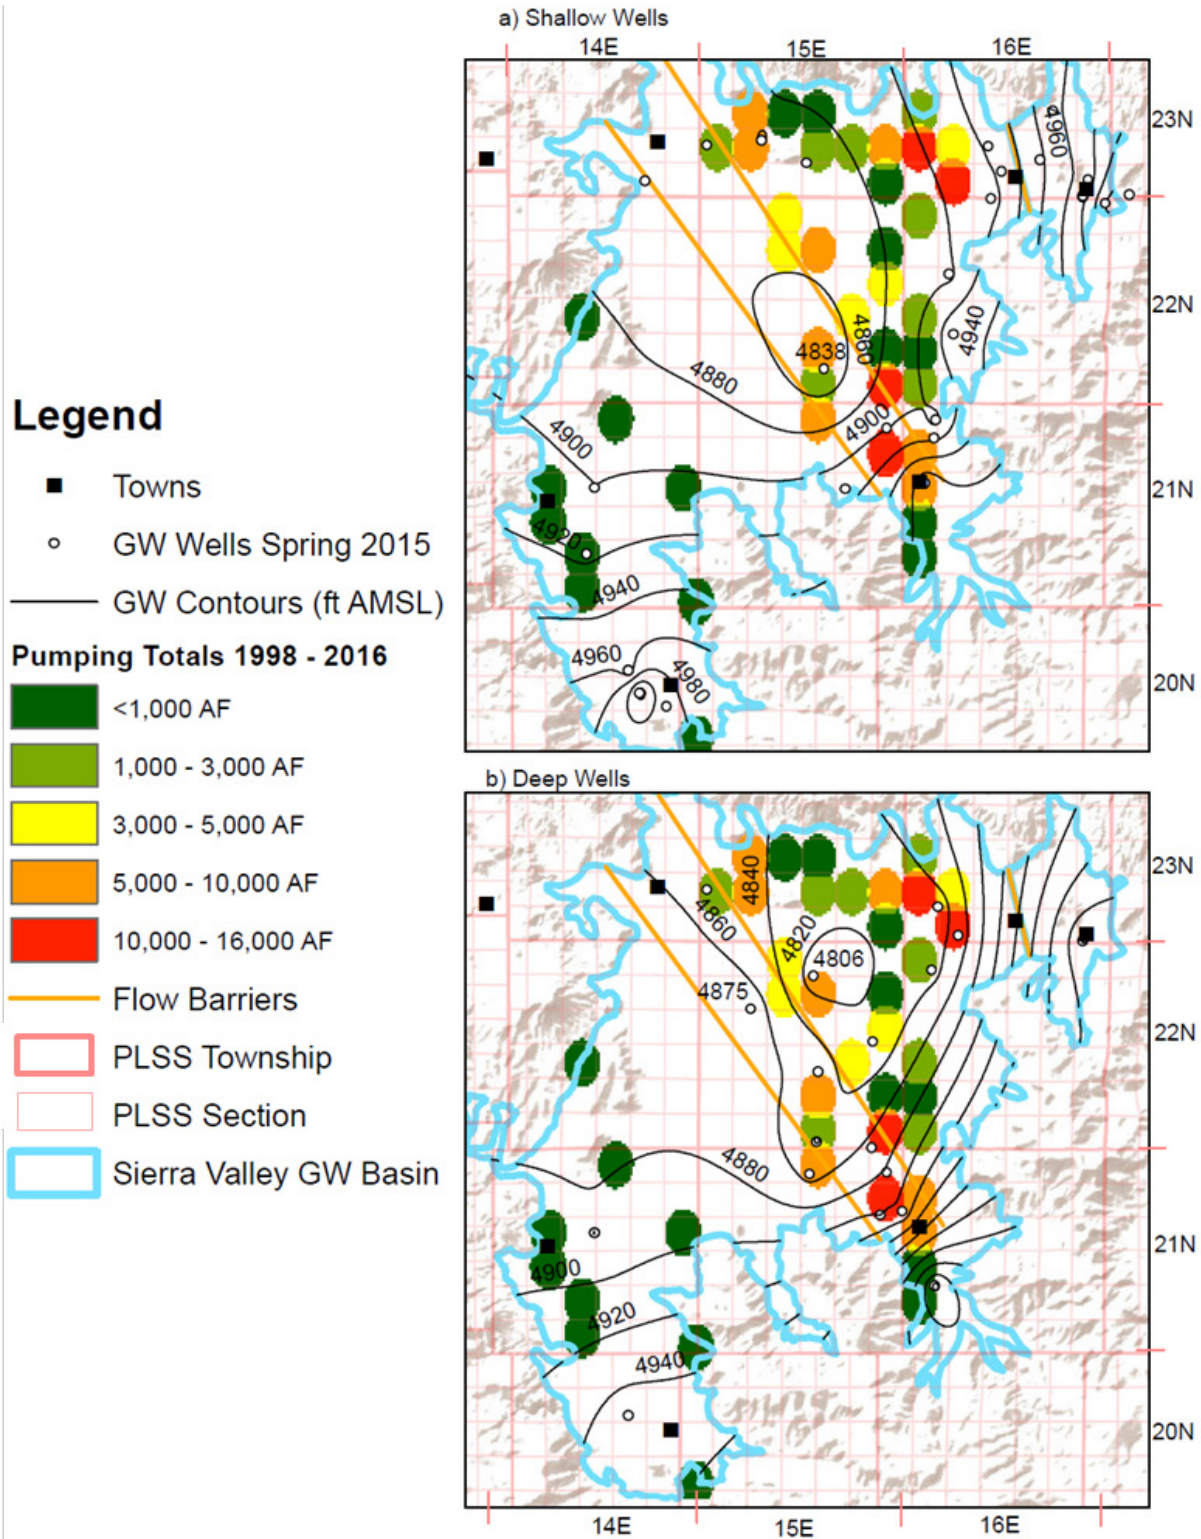 a) Shallow Wells
14E 15E 16E
23N
4960
22N
4940
4860
4838
4880
4900
4900
21N
4920
4940
4960
4980
20N
Legend
Towns
GW Wells Spring 2015
GW Contours (ft AMSL)
Pumping Totals 1998 - 2016
<1,000 AF
1,000 - 3,000 AF
3,000 - 5,000 AF
5,000 - 10,000 AF
10,000 - 16,000 AF
Flow Barriers
PLSS Township
PLSS Section
Sierra Valley GW Basin
b) Deep Wells
23N
4840
4860
4820
4806
4875
22N
4880
21N
4900
4920
4940
20N
14E 15E 16E